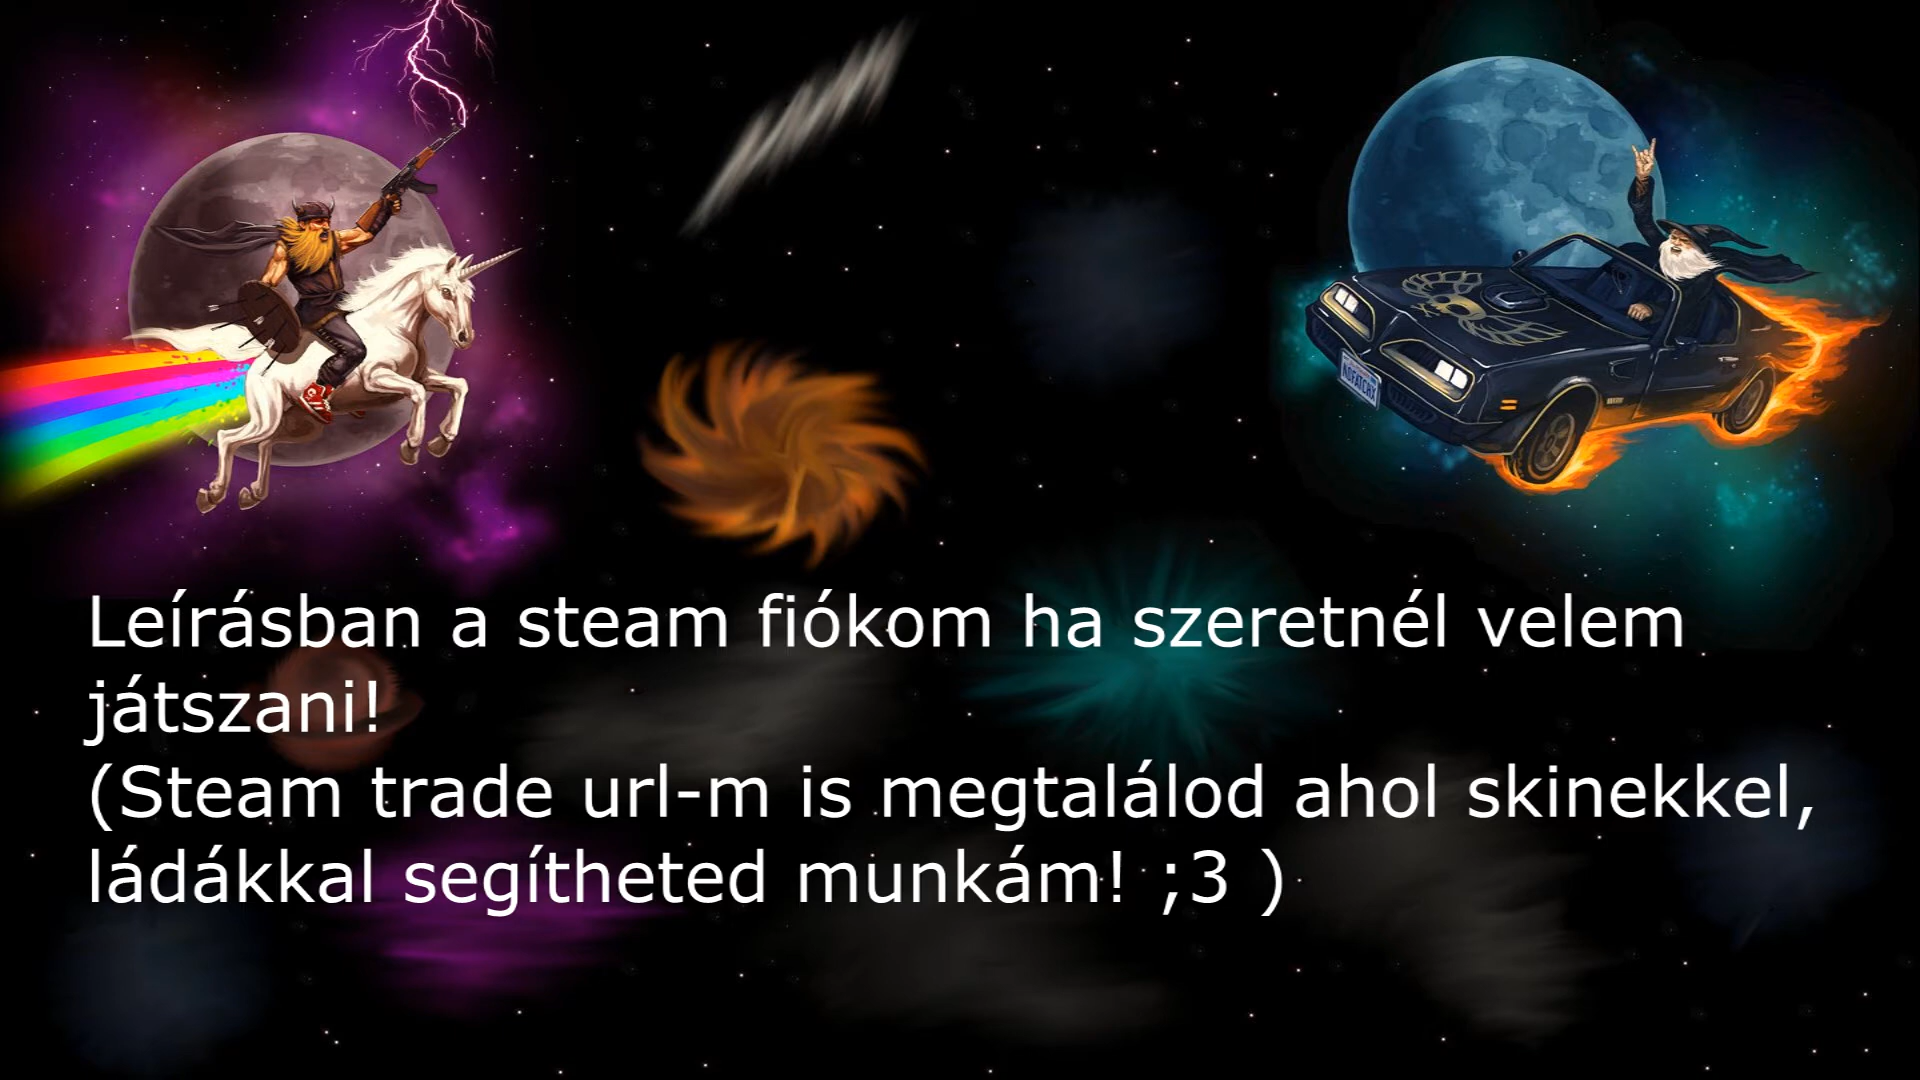 Leírásban a steam fiókom ha szeretnél velem
játszani!
(Steam trade url-m is megtalálod ahol skinekkel,
ládákkal segítheted munkám! ;3 )